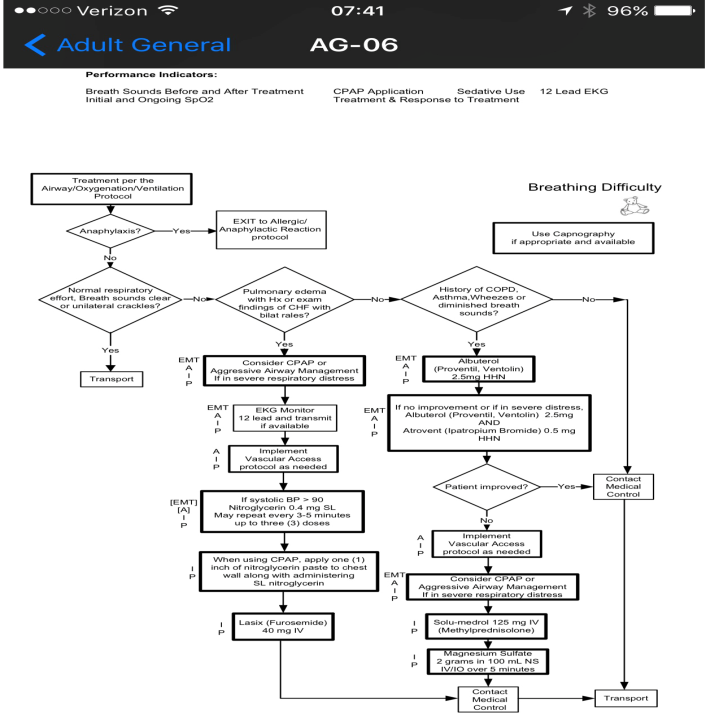 Verizon 07:41 96%
Adult General AG-06
Performance Indicators:
Breath Sounds Before and After Treatment CPAP Application Sedative Use 12 Lead EKG
Initial and Ongoing SpO2 Treatment & Response to Treatment
Breathing Difficulty
Use Capnography
if appropriate and available
Treatment per the
Airway/Oxygenation/Ventilation
Protocol
Anaphylaxis?
Yes
EXIT to Allergic/
Anaphylactic Reaction
protocol
No
Normal respiratory
effort, Breath sounds clear
or unilateral crackles?
No
Yes
Transport
Pulmonary edema
with Hx or exam
findings of CHF with
bilat rales?
No
Yes
EMT
A
I
P
Consider CPAP or
Aggressive Airway Management
If in severe respiratory distress
EMT
A
I
P
EKG Monitor
12 lead and transmit
if available
A
I
P
Implement
Vascular Access
protocol as needed
[EMT]
[A]
I
P
If systolic BP > 90
Nitroglycerin 0.4 mg SL
May repeat every 3-5 minutes
up to three (3) doses
I
P
When using CPAP, apply one (1)
inch of nitroglycerin paste to chest
wall along with administering
SL nitroglycerin
I
P
Lasix (Furosemide)
40 mg IV
History of COPD,
Asthma,Wheezes or
diminished breath
sounds?
No
Yes
EMT
A
I
P
Albuterol
(Proventil, Ventolin)
2.5mg HHN
EMT
A
I
P
If no improvement or if in severe distress,
Albuterol (Proventil, Ventolin) 2.5mg
AND
Atrovent (Ipatropium Bromide) 0.5 mg
HHN
Patient improved?
Yes
Contact
Medical
Control
No
A
I
P
Implement
Vascular Access
protocol as needed
EMT
A
I
P
Consider CPAP or
Aggressive Airway Management
If in severe respiratory distress
I
P
Solu-medrol 125 mg IV
(Methylprednisolone)
I
P
Magnesium Sulfate
2 grams in 100 mL NS
IV/IO over 5 minutes
Contact
Medical
Control
Transport